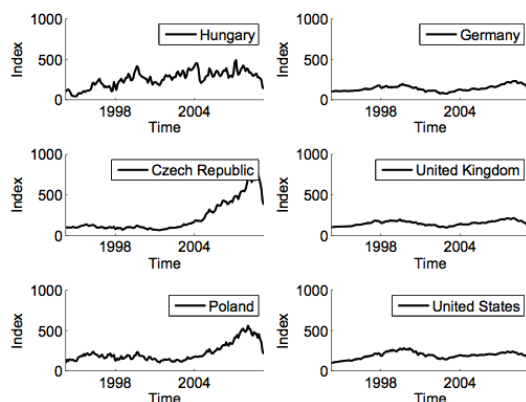 1000
Hungary
500
Index
0
1998
2004
Time
1000
Germany
500
Index
0
1998
2004
Time
1000
Czech Republic
500
Index
0
1998
2004
Time
1000
United Kingdom
500
Index
0
1998
2004
Time
1000
Poland
500
Index
0
1998
2004
Time
1000
United States
500
Index
0
1998
2004
Time